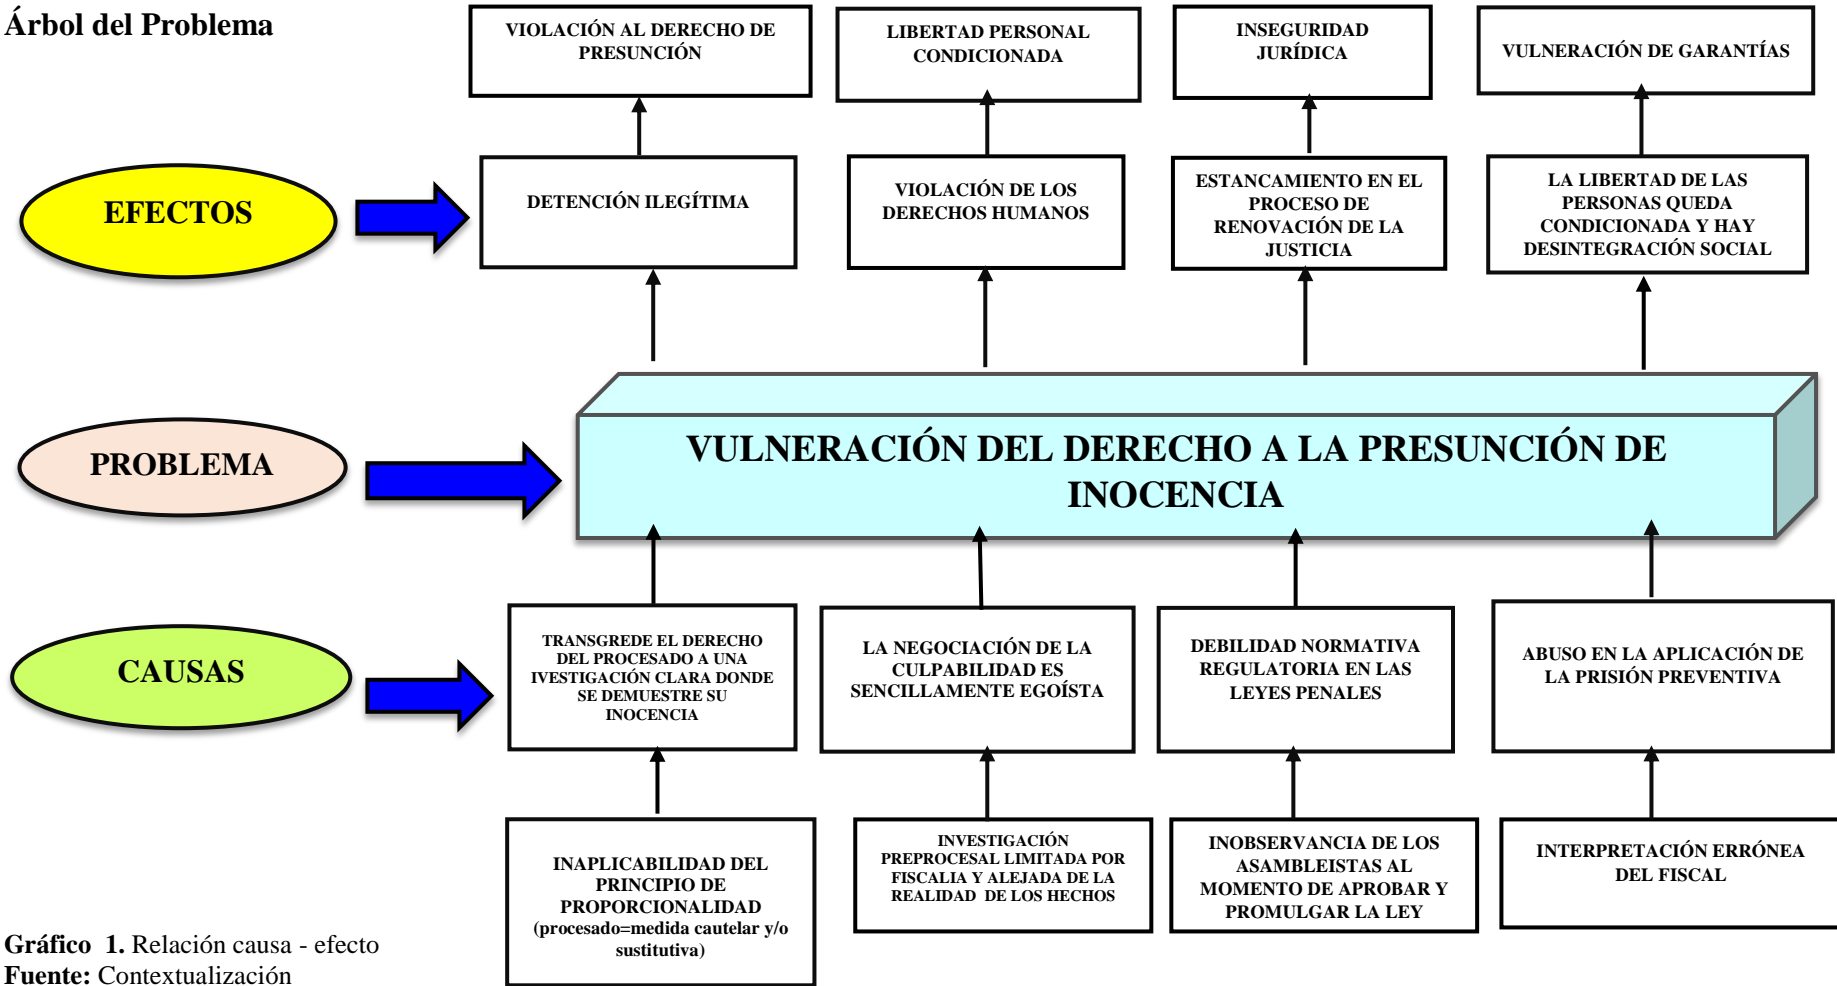 Árbol del Problema
VIOLACIÓN AL DERECHO DE
PRESUNCIÓN
LIBERTAD PERSONAL
CONDICIONADA
INSEGURIDAD
JURÍDICA
VULNERACIÓN DE GARANTÍAS
EFECTOS
DETENCIÓN ILEGÍTIMA
VIOLACIÓN DE LOS
DERECHOS HUMANOS
ESTANCAMIENTO EN EL
PROCESO DE
RENOVACIÓN DE LA
JUSTICIA
LA LIBERTAD DE LAS
PERSONAS QUEDA
CONDICIONADA Y HAY
DESINTEGRACIÓN SOCIAL
PROBLEMA
VULNERACIÓN DEL DERECHO A LA PRESUNCIÓN DE
INOCENCIA
CAUSAS
TRANSGREDE EL DERECHO
DEL PROCESADO A UNA
IVESTIGACIÓN CLARA DONDE
SE DEMUESTRE SU
INOCENCIA
LA NEGOCIACIÓN DE LA
CULPABILIDAD ES
SENCILLAMENTE EGOÍSTA
DEBILIDAD NORMATIVA
REGULATORIA EN LAS
LEYES PENALES
ABUSO EN LA APLICACIÓN DE
LA PRISIÓN PREVENTIVA
INAPLICABILIDAD DEL
PRINCIPIO DE
PROPORCIONALIDAD
(procesado=medida cautelar y/o
sustitutiva)
INVESTIGACIÓN
PREPROCESAL LIMITADA POR
FISCALIA Y ALEJADA DE LA
REALIDAD DE LOS HECHOS
INOBSERVANCIA DE LOS
ASAMBLEISTAS AL
MOMENTO DE APROBAR Y
PROMULGAR LA LEY
INTERPRETACIÓN ERRÓNEA
DEL FISCAL
Gráfico 1. Relación causa - efecto
Fuente: Contextualización